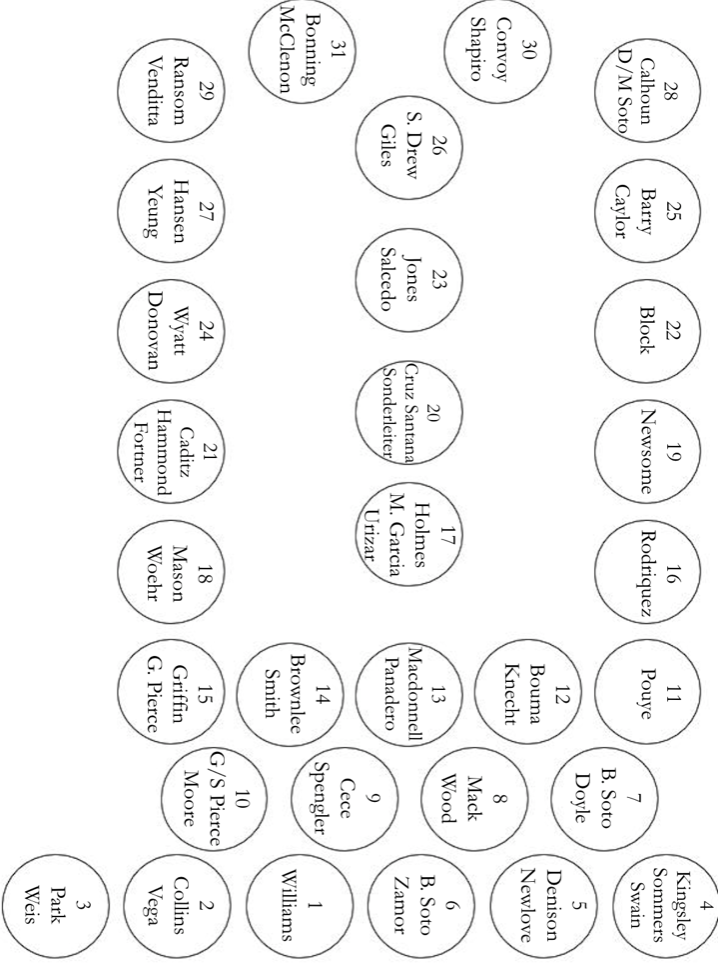 28
Calhoun
D/M Soto
25
Barry
Caylor
22
Block
19
Newsome
16
Rodriquez
11
Pouye
7
B. Soto
Doyle
4
Kingsley
Sommers
Swain
30
Convoy
Shapiro
12
Bouma
Knecht
8
Mack
Wood
5
Denison
Newlove
26
S. Drew
Giles
23
Jones
Salcedo
20
Cruz Santana
Sonderleiter
17
Holmes
M. Garcia
Urizar
13
Macdonnell
Panadero
6
B. Soto
Zamor
31
Bonning
McClenon
14
Brownlee
Smith
9
Cece
Spengler
1
Williams
29
Ransom
Venditta
27
Hansen
Yeung
24
Wyatt
Donovan
21
Caditz
Hammond
Fortner
18
Mason
Woehr
15
Griffin
G. Pierce
10
G/S Pierce
Moore
2
Collins
Vega
3
Park
Weis